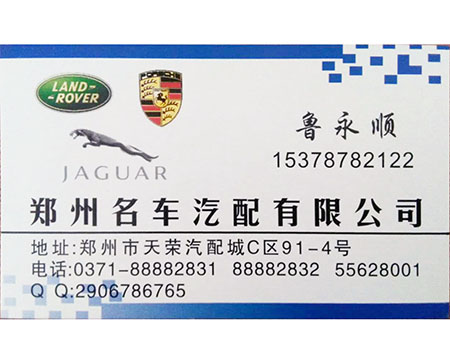 LAND-
-ROVER
PORSCHE
鲁永顺
15378782122
JAGUAR
郑州名车汽配有限公司
地址:郑州市天荣汽配城C区91-4号
电话:0371-88882831 88882832 55628001
Q Q:2906786765